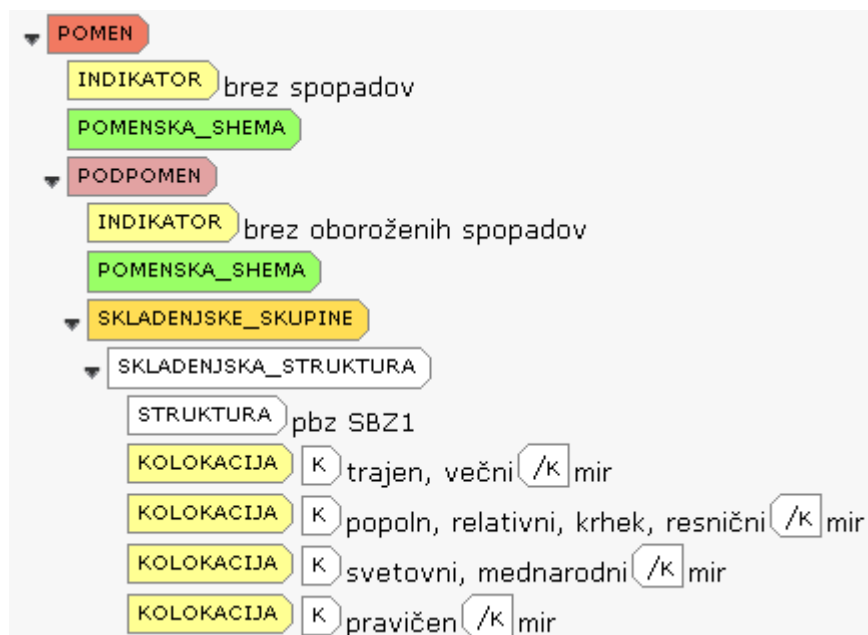 POMEN
INDIKATOR brez spopadov
POMENSKA_SHEMA
PODPOMEN
INDIKATOR brez oboroženih spopadov
POMENSKA_SHEMA
SKLADENJSKE_SKUPINE
SKLADENJSKA_STRUKTURA
STRUKTURA pbz SBZ1
KOLOKACIJA K trajen, večni /K mir
KOLOKACIJA K popoln, relativni, krhek, resnični /K mir
KOLOKACIJA K svetovni, mednarodni /K mir
KOLOKACIJA K pravičen /K mir